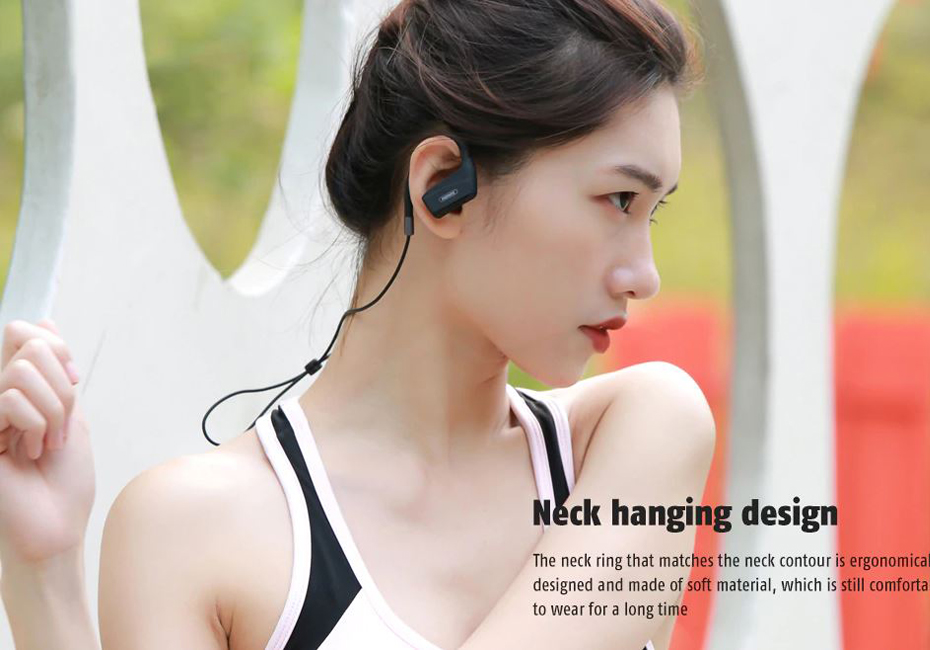 Neck hanging design
The neck ring that matches the neck contour is ergonomical
designed and made of soft material, which is still comforta
to wear for a long time